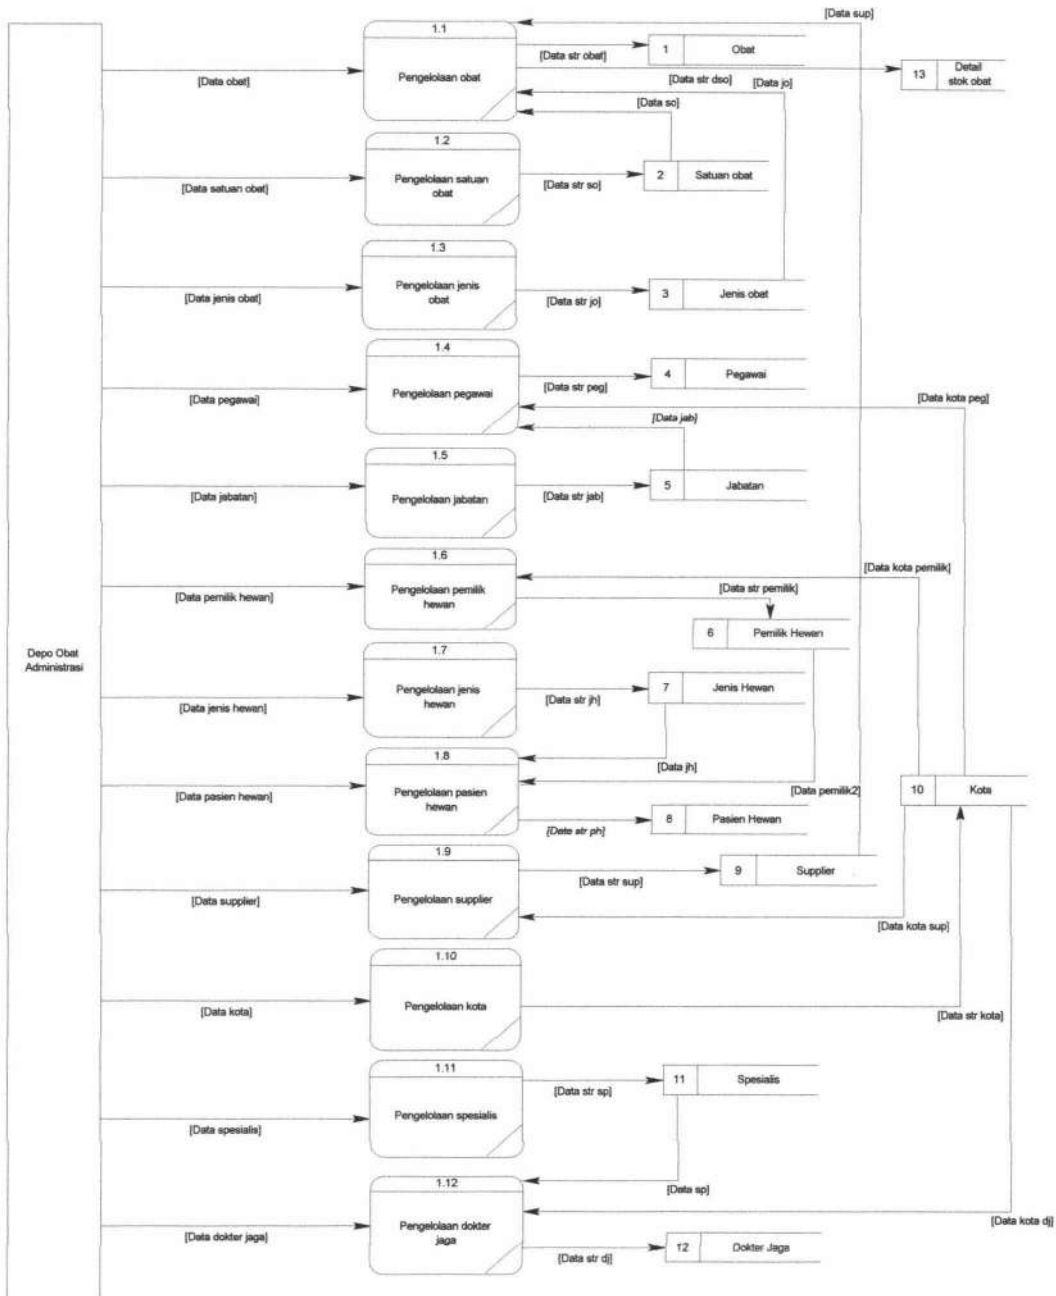 [Data sup]
1.1
[Data obat]
Pengelolaan obat
[Data str obat]
1
Obat
[Data str dso]
[Data jo]
13
Detail
stok obat
[Data so]
1.2
[Data satuan obat]
Pengelolaan satuan
obat
[Data str so]
2
Satuan obat
1.3
[Data jenis obat]
Pengelolaan jenis
obat
[Data str jo]
3
Jenis obat
1.4
[Data pegawai]
Pengelolaan pegawai
[Data str peg]
4
Pegawai
[Data kota peg]
[Data jab]
1.5
[Data jabatan]
Pengelolaan jabatan
[Data str jab]
5
Jabatan
1.6
[Data kota pemilik]
[Data pemilik hewan]
Pengelolaan pemilik
hewan
[Data str pemilik]
6
Pemilik Hewan
Depo Obat
Administrasi
1.7
[Data jenis hewan]
Pengelolaan jenis
hewan
[Data str jh]
7
Jenis Hewan
1.8
[Data jh]
[Data pasien hewan]
Pengelolaan pasien
hewan
[Data pemilik2]
10
Kota
[Data str ph]
8
Pasien Hewan
1.9
[Data supplier]
Pengelolaan supplier
[Data str sup]
9
Supplier
[Data kota sup]
1.10
[Data kota]
Pengelolaan kota
[Data str kota]
1.11
[Data spesialis]
Pengelolaan spesialis
[Data str sp]
11
Spesialis
1.12
[Data sp]
[Data dokter jaga]
Pengelolaan dokter
jaga
[Data kota dj]
[Data str dj]
12
Dokter Jaga